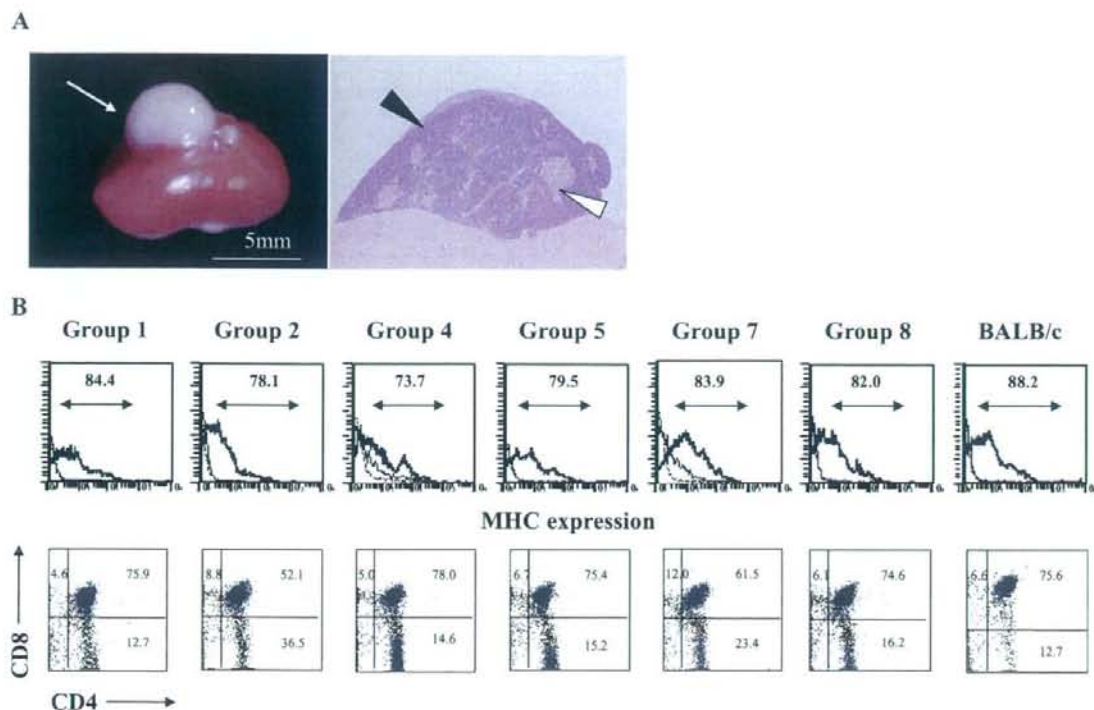 A
5mm
B
Group 1 Group 2 Group 4 Group 5 Group 7 Group 8 BALB/c
84.4 78.1 73.7 79.5 83.9 82.0 88.2
MHC expression
4.6 75.9 8.8 52.1 5.0 78.0 6.7 75.4 12.0 61.5 6.1 74.6 6.6 75.6
12.7 36.5 14.6 15.2 23.4 16.2 12.7
CD8
CD4